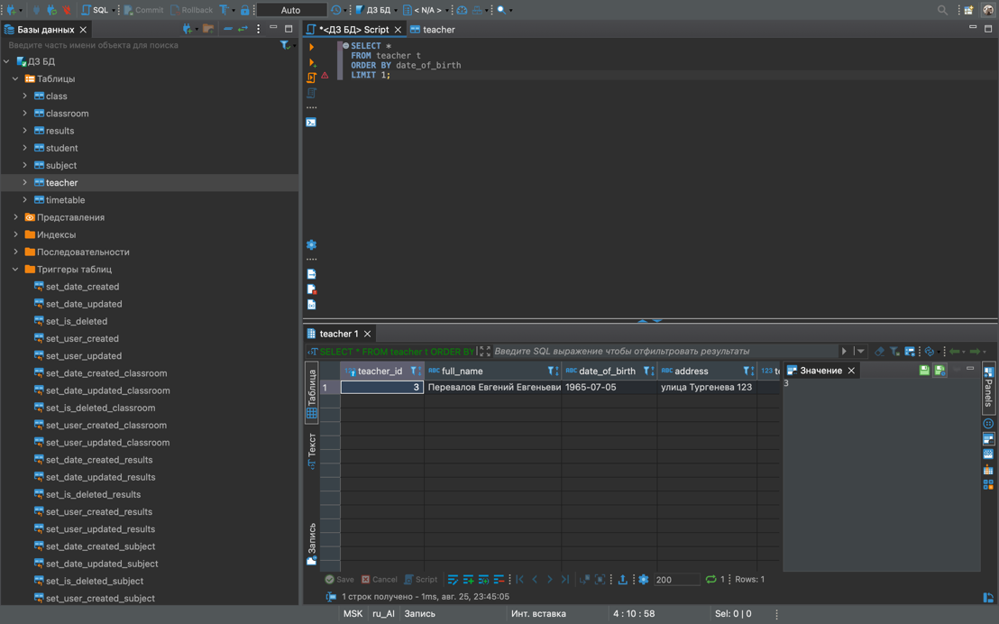 SQL Commit Rollback T Auto ДЗ БД < N/A >
Базы данных
*<ДЗ БД> Script teacher
Введите часть имени объекта для поиска
ДЗ БД
Таблицы
class
classroom
results
student
subject
teacher
timetable
Представления
Индексы
Последовательности
Триггеры таблиц
set_date_created
set_date_updated
set_is_deleted
set_user_created
set_user_updated
set_date_created_classroom
set_date_updated_classroom
set_is_deleted_classroom
set_user_created_classroom
set_user_updated_classroom
set_date_created_results
set_date_updated_results
set_is_deleted_results
set_user_created_results
set_user_updated_results
set_date_created_subject
set_date_updated_subject
set_is_deleted_subject
set_user_created_subject
SELECT *
FROM teacher t
ORDER BY date_of_birth
LIMIT 1;
teacher 1
SELECT * FROM teacher t ORDER BY Введите SQL выражение чтобы отфильтровать результаты
Таблица
Текст
Запись
123 teacher_id ABC full_name ABC date_of_birth ABC address 123
1 3 Перевалов Евгений Евгеньеви 1965-07-05 улица Тургенева 123
Значение
3
Panels
Save Cancel Script 200 1 Rows: 1
1 строк получено - 1ms, авг. 25, 23:45:05
MSK ru_AI Запись Инт. вставка 4 : 10 : 58 Sel: 0 | 0